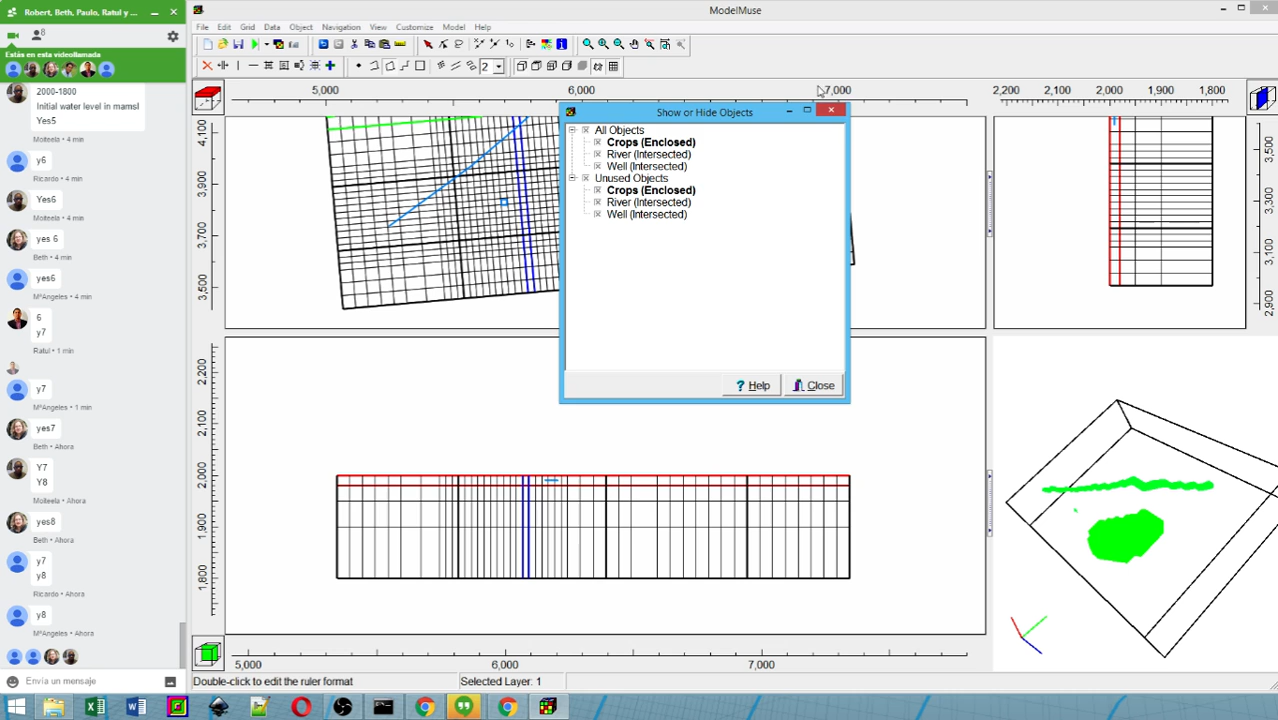 Robert, Beth, Paulo, Ratul y ...
8
Estás en esta videollamada
2000-1800
Initial water level in mamsl
Yes5
Moiteela • 4 min
y6
Ricardo • 4 min
Yes6
Moiteela • 4 min
yes 6
Beth • 4 min
yes6
MªAngeles • 4 min
6
y7
Ratul • 1 min
y7
MªAngeles • 1 min
yes7
Beth • Ahora
Y7
Y8
Moiteela • Ahora
yes8
Beth • Ahora
y7
y8
Ricardo • Ahora
y8
MªAngeles • Ahora
Envía un mensaje
ModelMuse
File Edit Grid Data Object Navigation View Customize Model Help
2
5,000 6,000 7,000
2,200 2,100 2,000 1,900 1,800
4,100
3,900
3,700
3,500
3,500
3,300
3,100
2,900
Show or Hide Objects
All Objects
Crops (Enclosed)
River (Intersected)
Well (Intersected)
Unused Objects
Crops (Enclosed)
River (Intersected)
Well (Intersected)
Help Close
2,200
2,100
2,000
1,900
1,800
5,000 6,000 7,000
Double-click to edit the ruler format
Selected Layer: 1